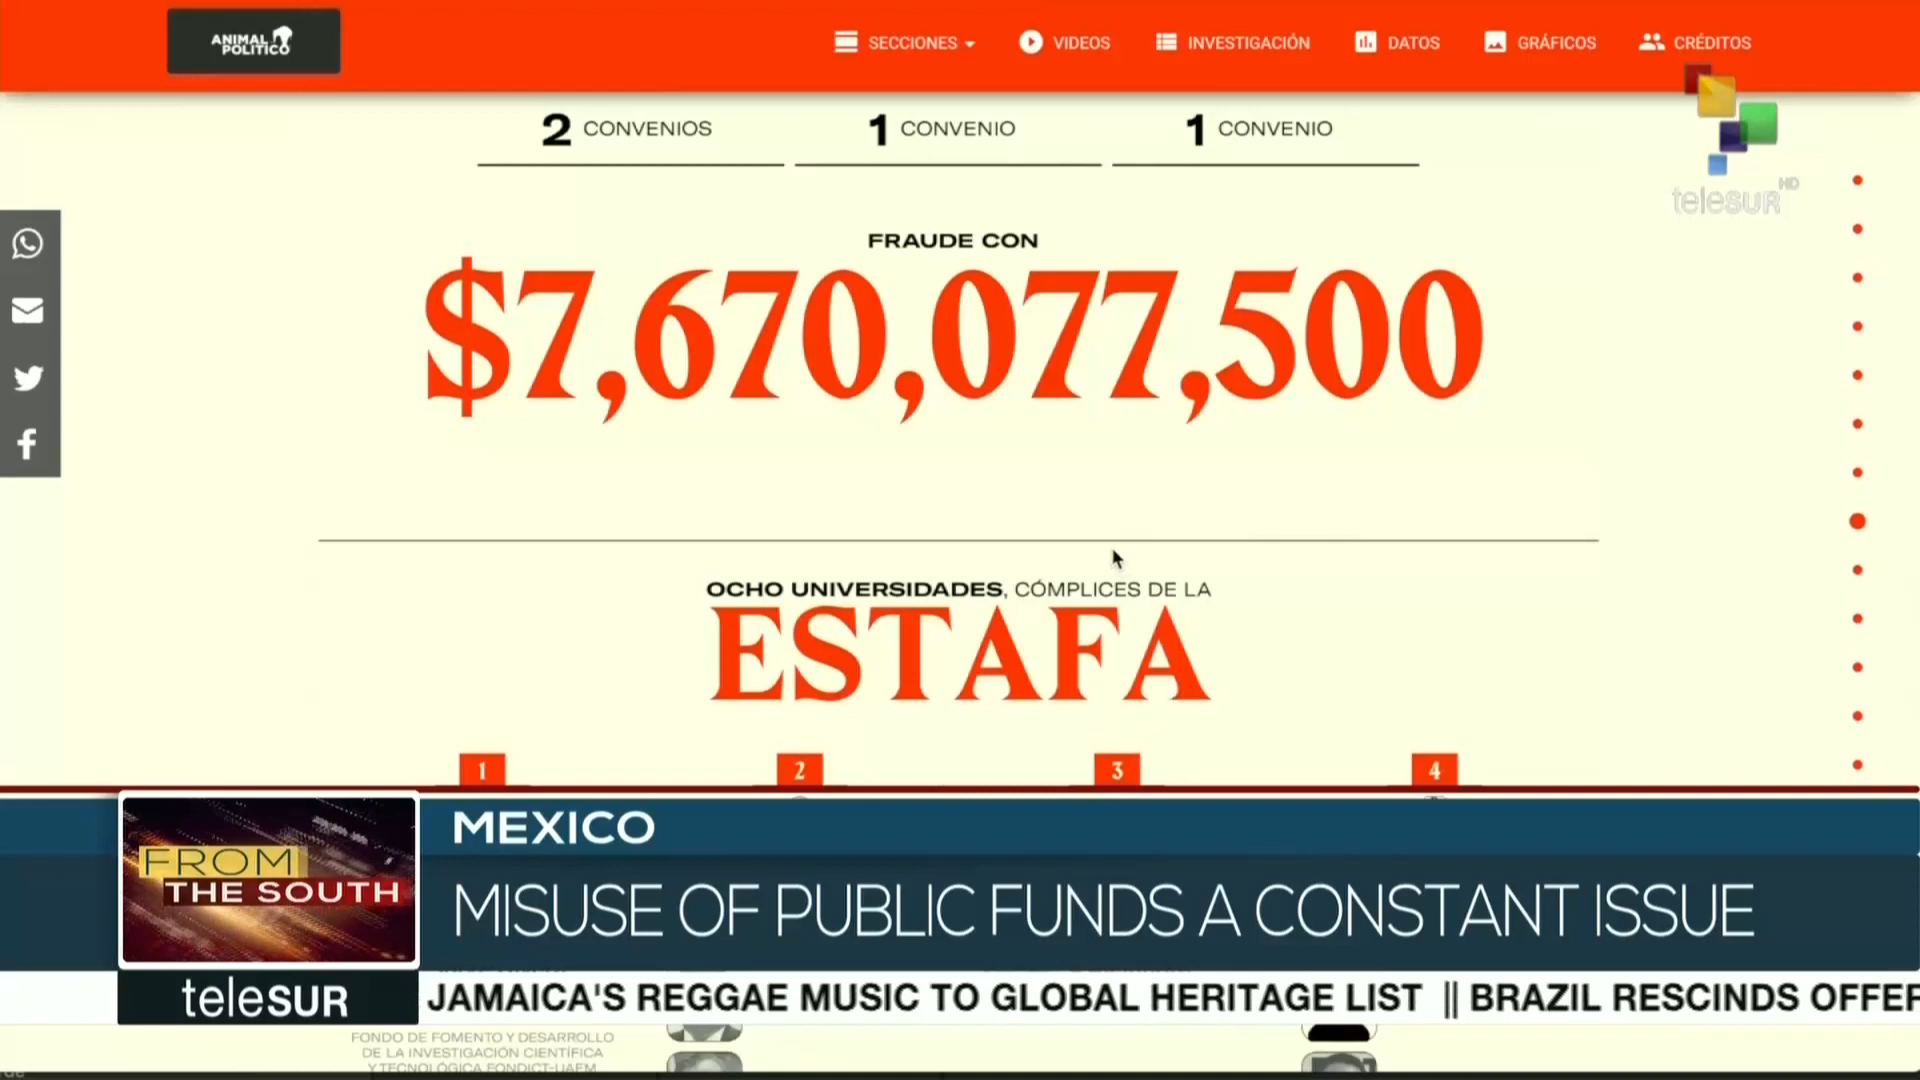 ANIMAL POLÍTICO
SECCIONES
VIDEOS
INVESTIGACIÓN
DATOS
GRÁFICOS
CRÉDITOS
2 CONVENIOS
1 CONVENIO
1 CONVENIO
teleSUR HD
FRAUDE CON
$7,670,077,500
OCHO UNIVERSIDADES, CÓMPLICES DE LA
ESTAFA
1
2
3
4
MEXICO
FROM
THE SOUTH
MISUSE OF PUBLIC FUNDS A CONSTANT ISSUE
teleSUR
JAMAICA'S REGGAE MUSIC TO GLOBAL HERITAGE LIST || BRAZIL RESCINDS OFFER
FONDO DE FOMENTO Y DESARROLLO
DE LA INVESTIGACIÓN CIENTÍFICA
Y TECNOLÓGICA FONDICT-UAEM